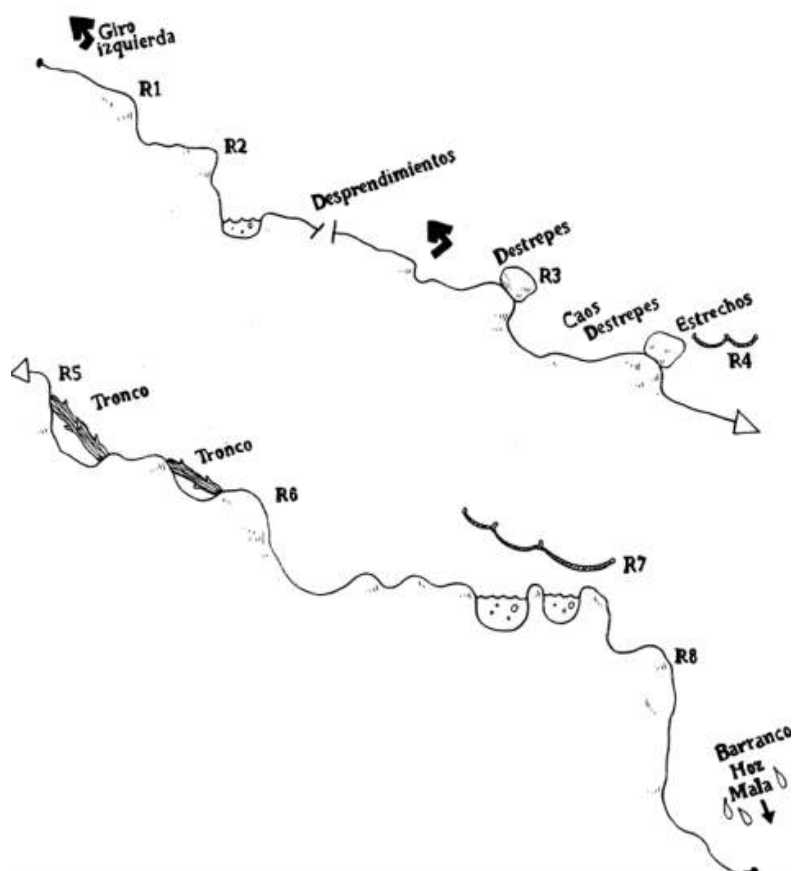 Giro
izquierda
R1
R2
Desprendimientos
Destrepes
R3
Caos
Destrepes
Estrechos
R4
R5
Tronco
Tronco
R6
R7
R8
Barranco
Hoz
Mala